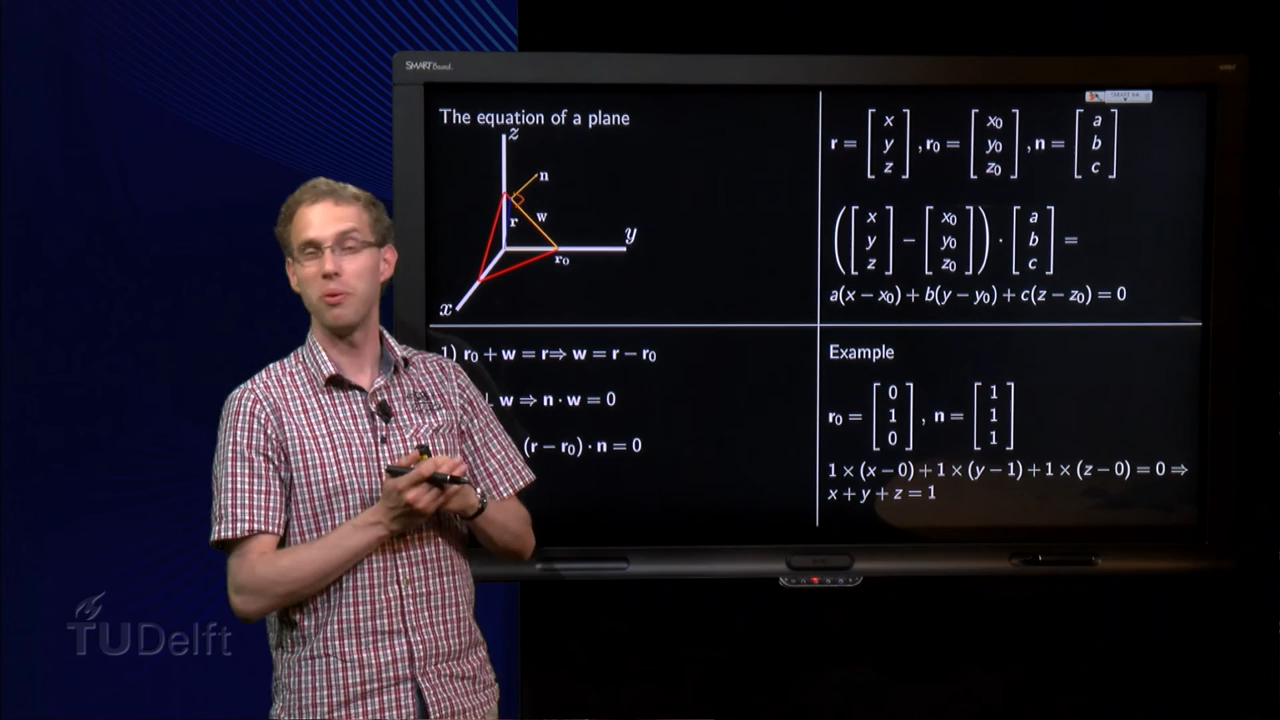 SMART Board
SMART Ink
The equation of a plane
z
n
r
w
y
r₀
x
r = [x y z], r₀ = [x₀ y₀ z₀], n = [a b c]
([x y z] − [x₀ y₀ z₀]) · [a b c] =
a(x − x₀) + b(y − y₀) + c(z − z₀) = 0
1) r₀ + w = r ⇒ w = r − r₀
⊥ w ⇒ n · w = 0
(r − r₀) · n = 0
Example
r₀ = [0 1 0], n = [1 1 1]
1 × (x − 0) + 1 × (y − 1) + 1 × (z − 0) = 0 ⇒
x + y + z = 1
TUDelft